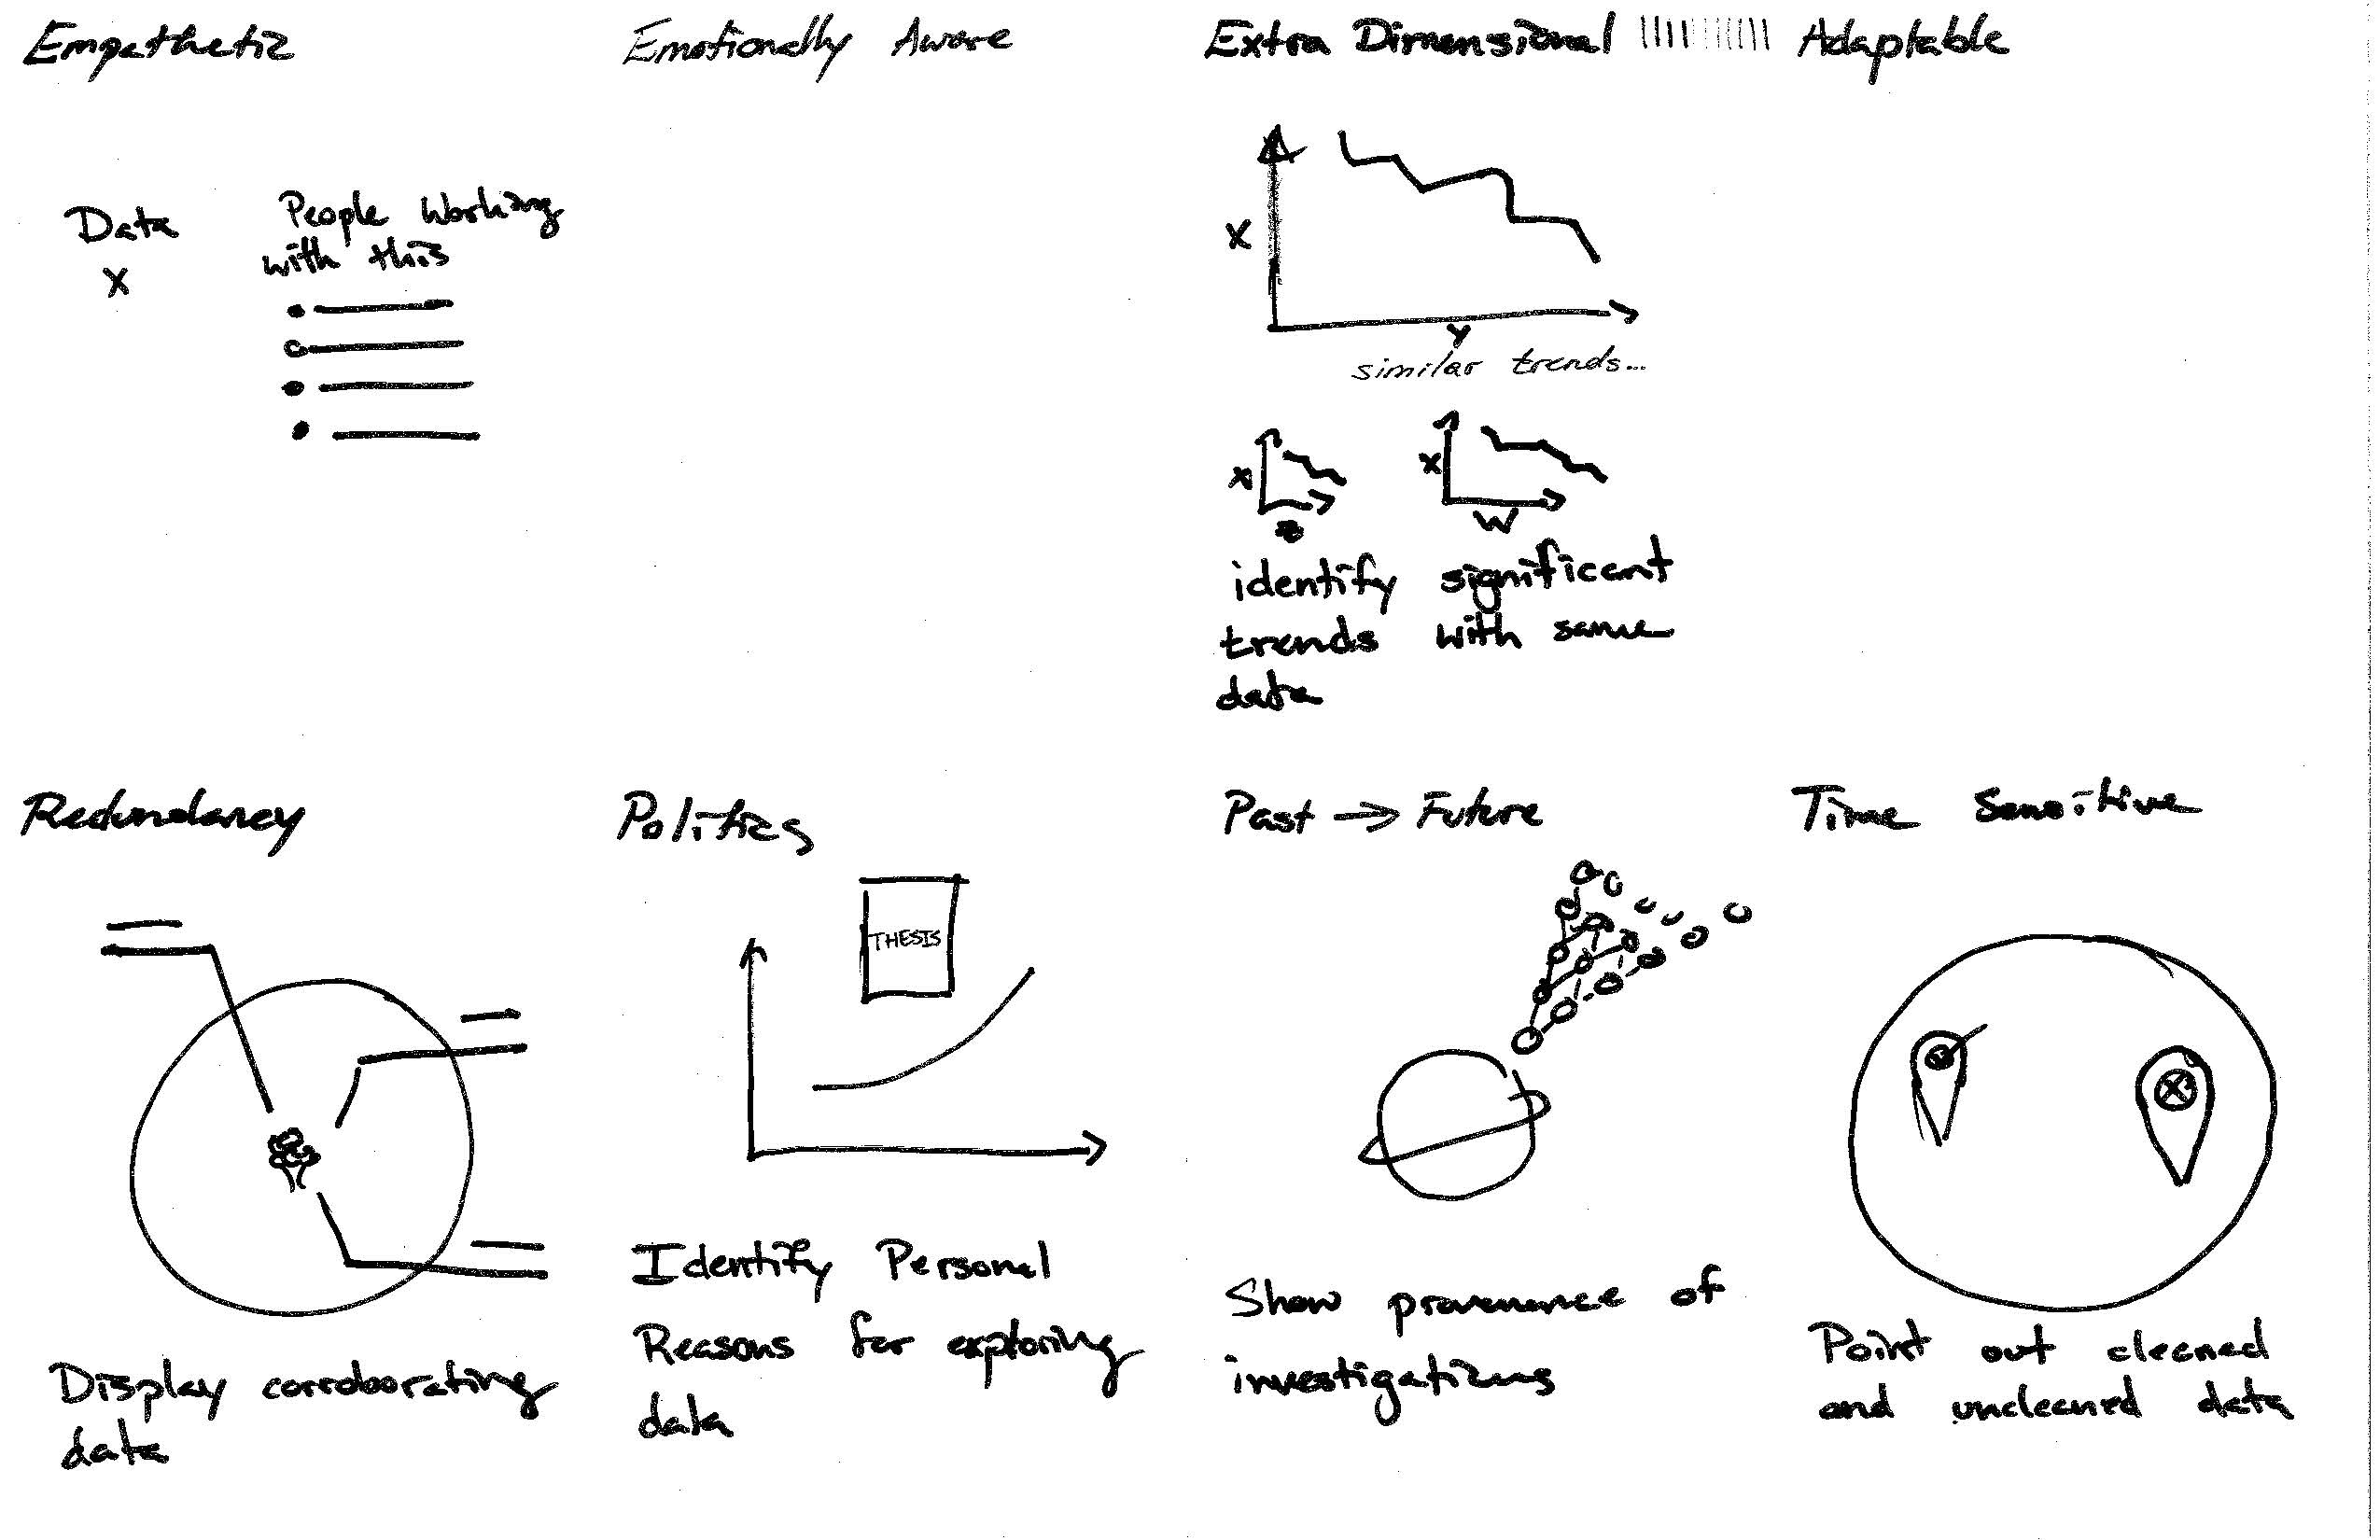 Empathetic
Emotionally Aware
Extra Dimensional
Adaptable
Data
X
People Working
with this
X
Y
similar trends...
X
Z
X
W
identify significant
trends with same
data
Redundancy
Display corroborating
data
Politics
THESIS
Identify Personal
Reasons for exploring
data
Past → Future
Show provenance of
investigations
Time Sensitive
Point out cleaned
and uncleaned data